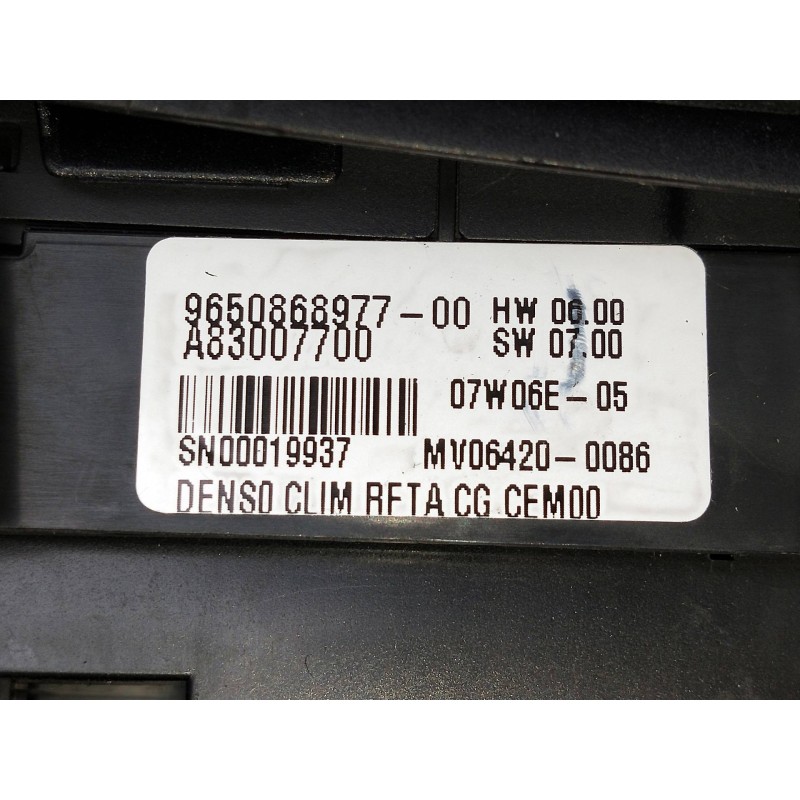 9650868977-00 HW 06.00
A83007700 SW 07.00
07W06E-05
SN00019937 MV06420-0086
DENSO CLIM RFTA CG CEM00